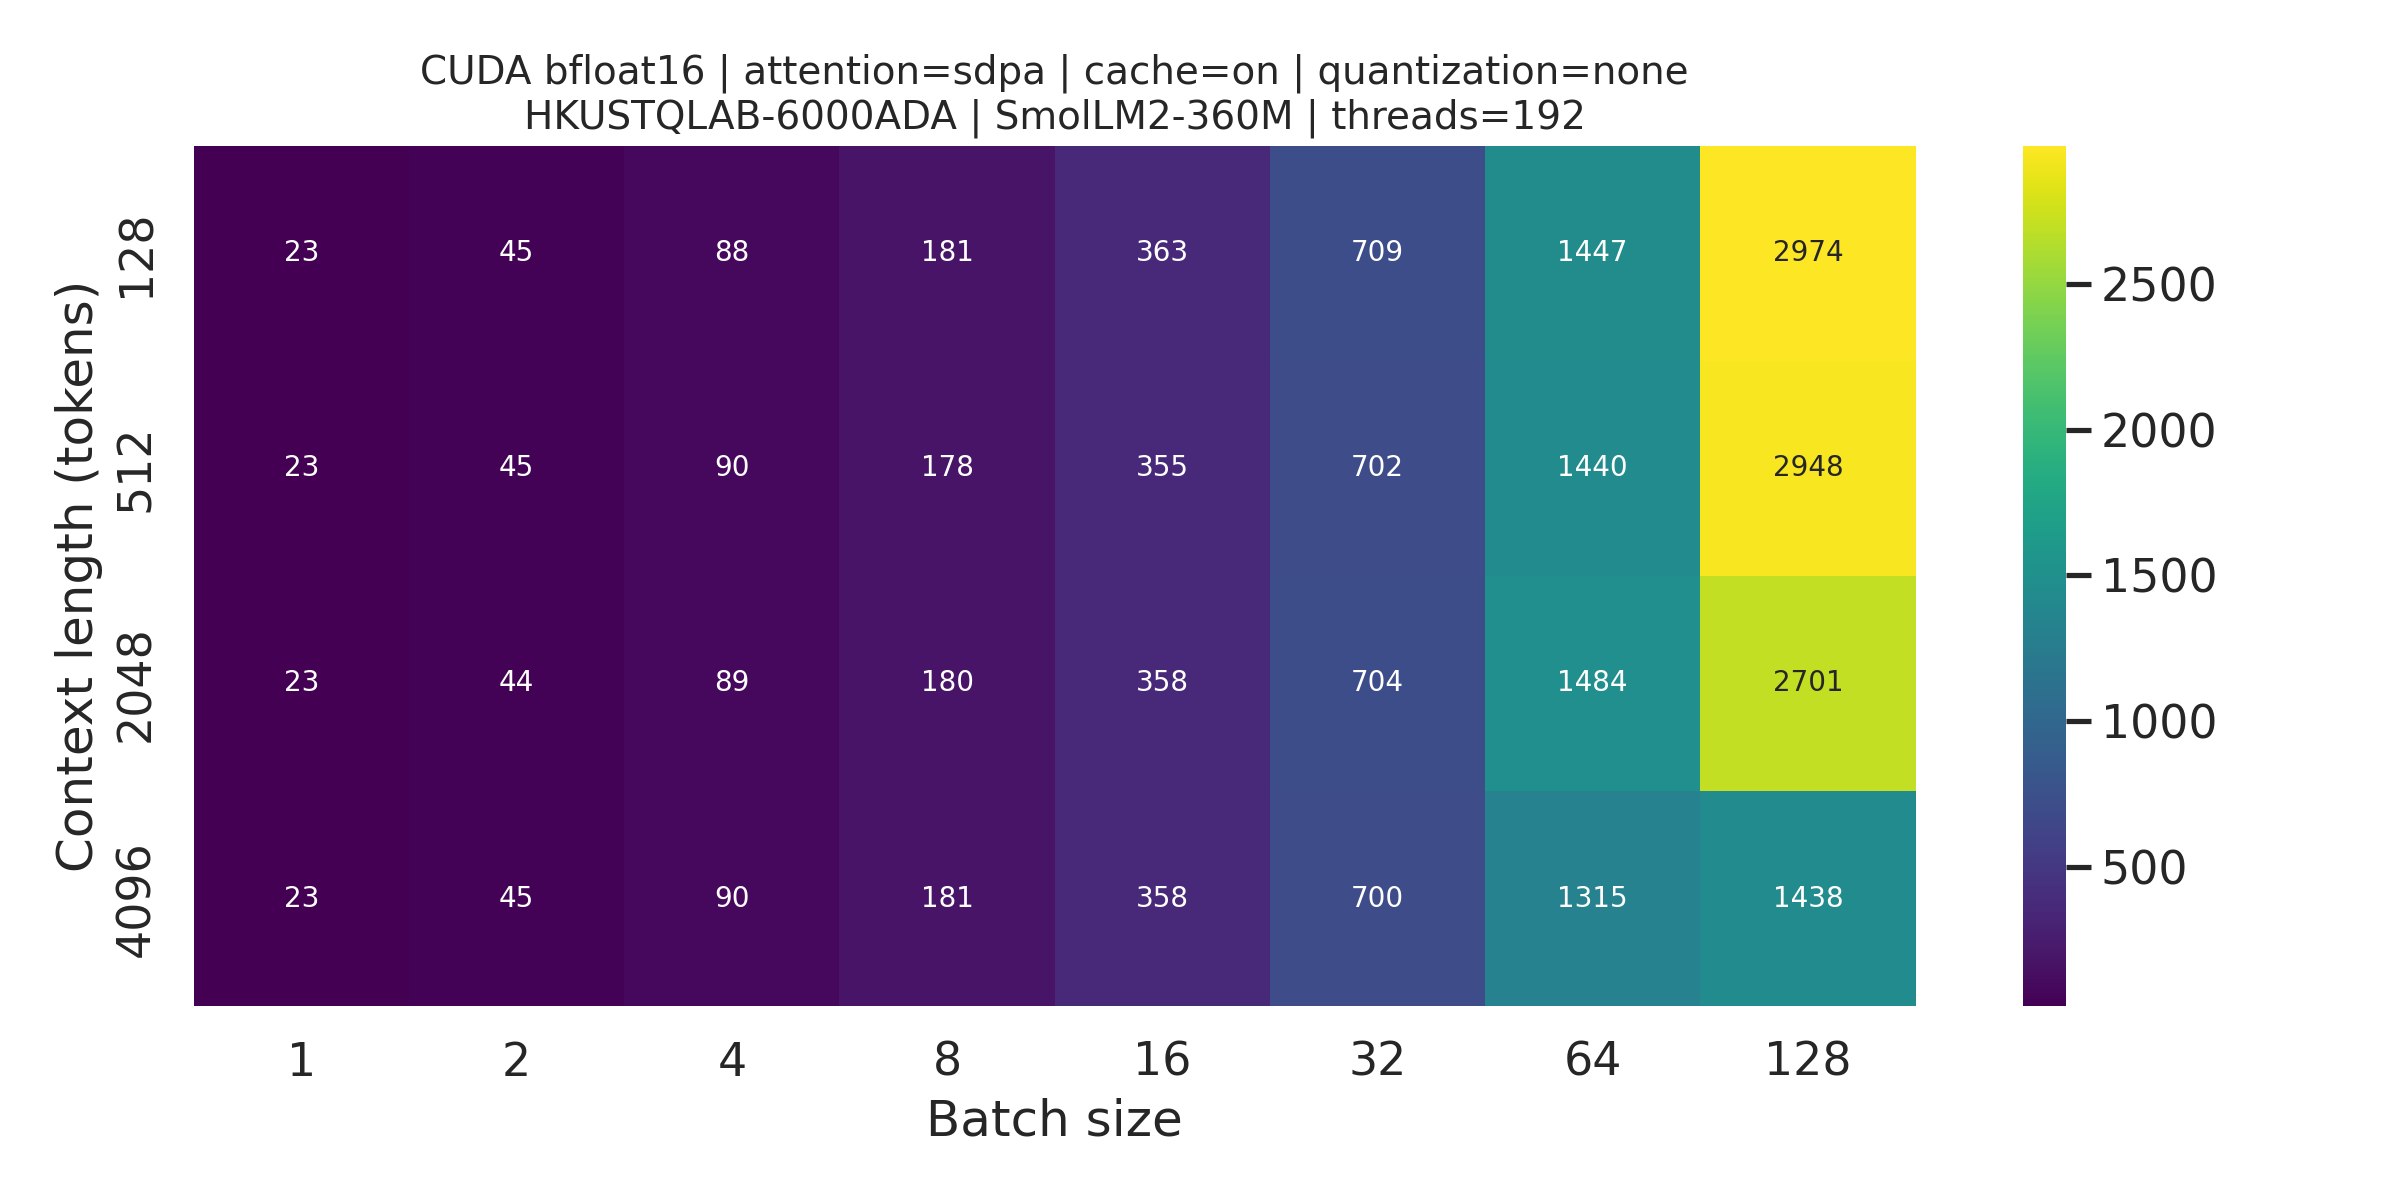 CUDA bfloat16 | attention=sdpa | cache=on | quantization=none
HKUSTQLAB-6000ADA | SmolLM2-360M | threads=192
Context length (tokens)
128 23 45 88 181 363 709 1447 2974
512 23 45 90 178 355 702 1440 2948
2048 23 44 89 180 358 704 1484 2701
4096 23 45 90 181 358 700 1315 1438
1 2 4 8 16 32 64 128
Batch size
2500
2000
1500
1000
500